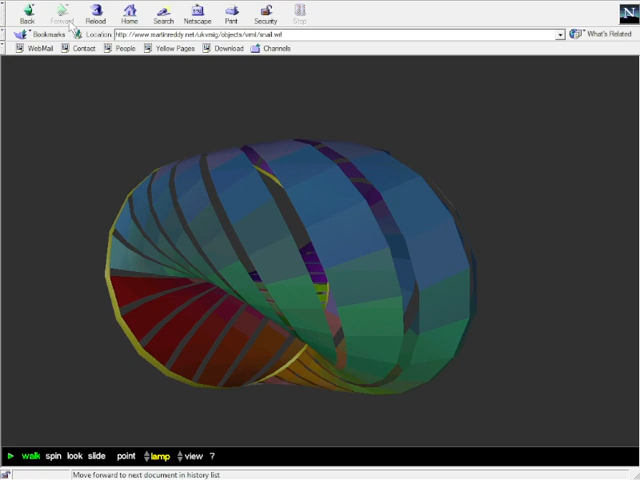 Back Forward Reload Home Search Netscape Print Security Stop
N
Bookmarks Location: http://www.martinreddy.net/ukvrsig/objects/vrml/snail.wrl What's Related
WebMail Contact People Yellow Pages Download Channels
walk spin look slide point lamp view ?
Move forward to next document in history list